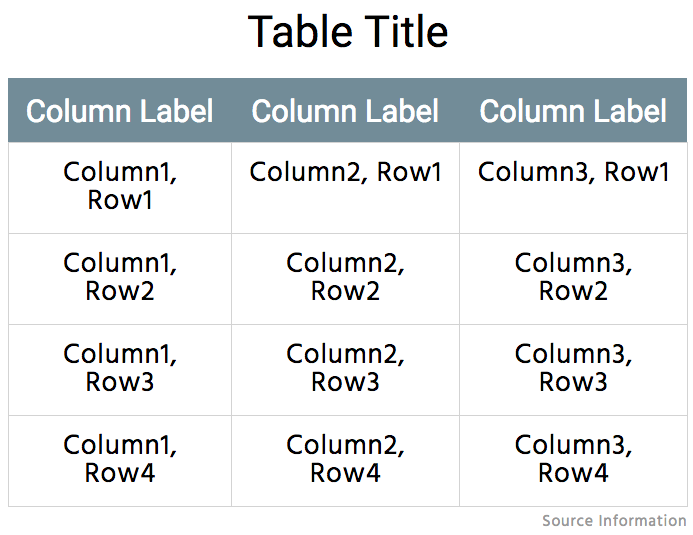 Table Title
Column Label Column Label Column Label
Column1, Row1 Column2, Row1 Column3, Row1
Column1, Row2 Column2, Row2 Column3, Row2
Column1, Row3 Column2, Row3 Column3, Row3
Column1, Row4 Column2, Row4 Column3, Row4
Source Information